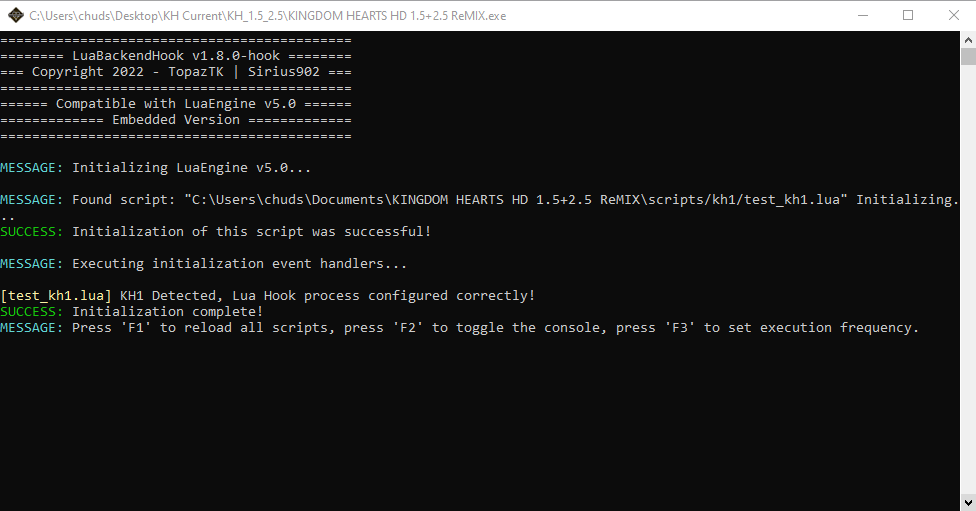 C:\Users\chuds\Desktop\KH Current\KH_1.5_2.5\KINGDOM HEARTS HD 1.5+2.5 ReMIX.exe
============================================
======== LuaBackendHook v1.8.0-hook ========
=== Copyright 2022 - TopazTK | Sirius902 ===
============================================
====== Compatible with LuaEngine v5.0 ======
============= Embedded Version =============
============================================
MESSAGE: Initializing LuaEngine v5.0...
MESSAGE: Found script: "C:\Users\chuds\Documents\KINGDOM HEARTS HD 1.5+2.5 ReMIX\scripts/kh1/test_kh1.lua" Initializing.
..
SUCCESS: Initialization of this script was successful!
MESSAGE: Executing initialization event handlers...
[test_kh1.lua] KH1 Detected, Lua Hook process configured correctly!
SUCCESS: Initialization complete!
MESSAGE: Press 'F1' to reload all scripts, press 'F2' to toggle the console, press 'F3' to set execution frequency.